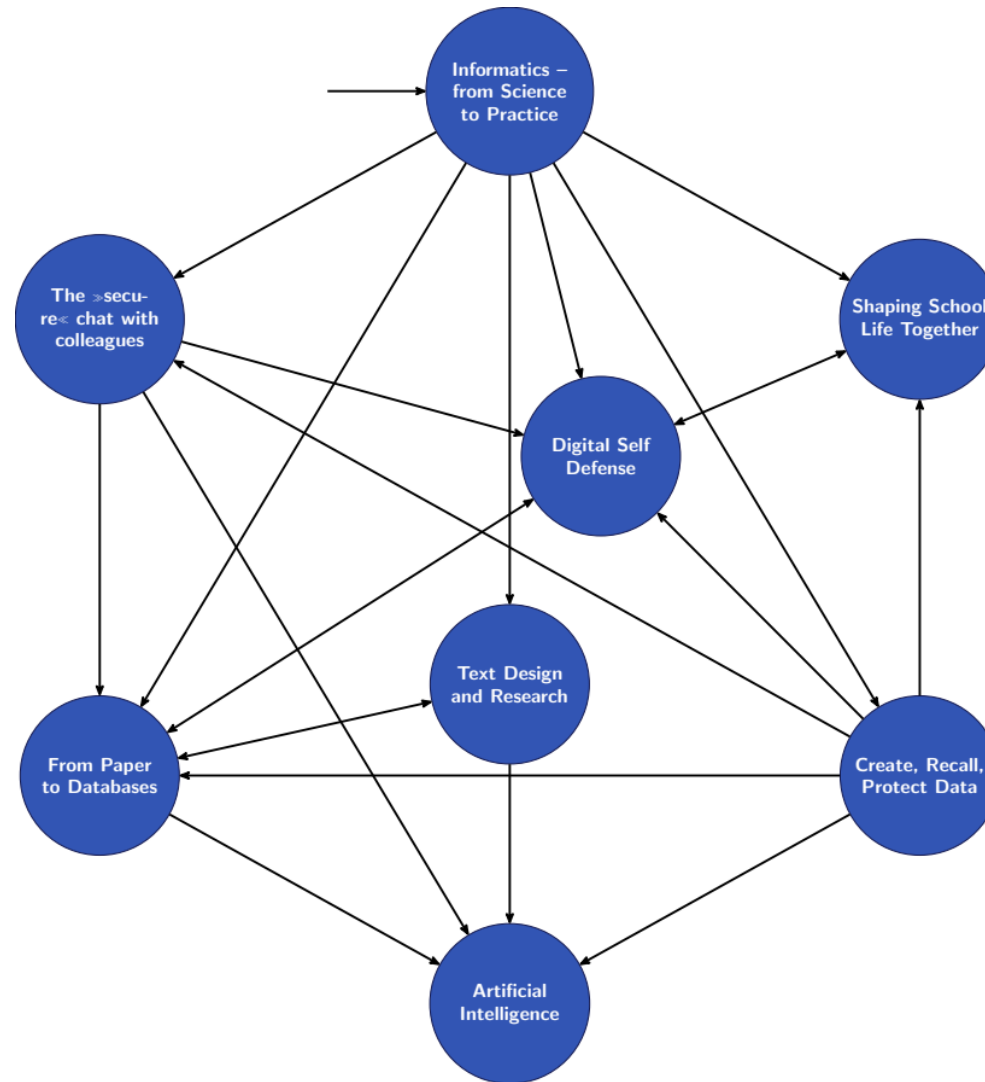 Informatics –
from Science
to Practice
The »secu-
re« chat with
colleagues
Shaping School
Life Together
Digital Self
Defense
Text Design
and Research
From Paper
to Databases
Create, Recall,
Protect Data
Artificial
Intelligence